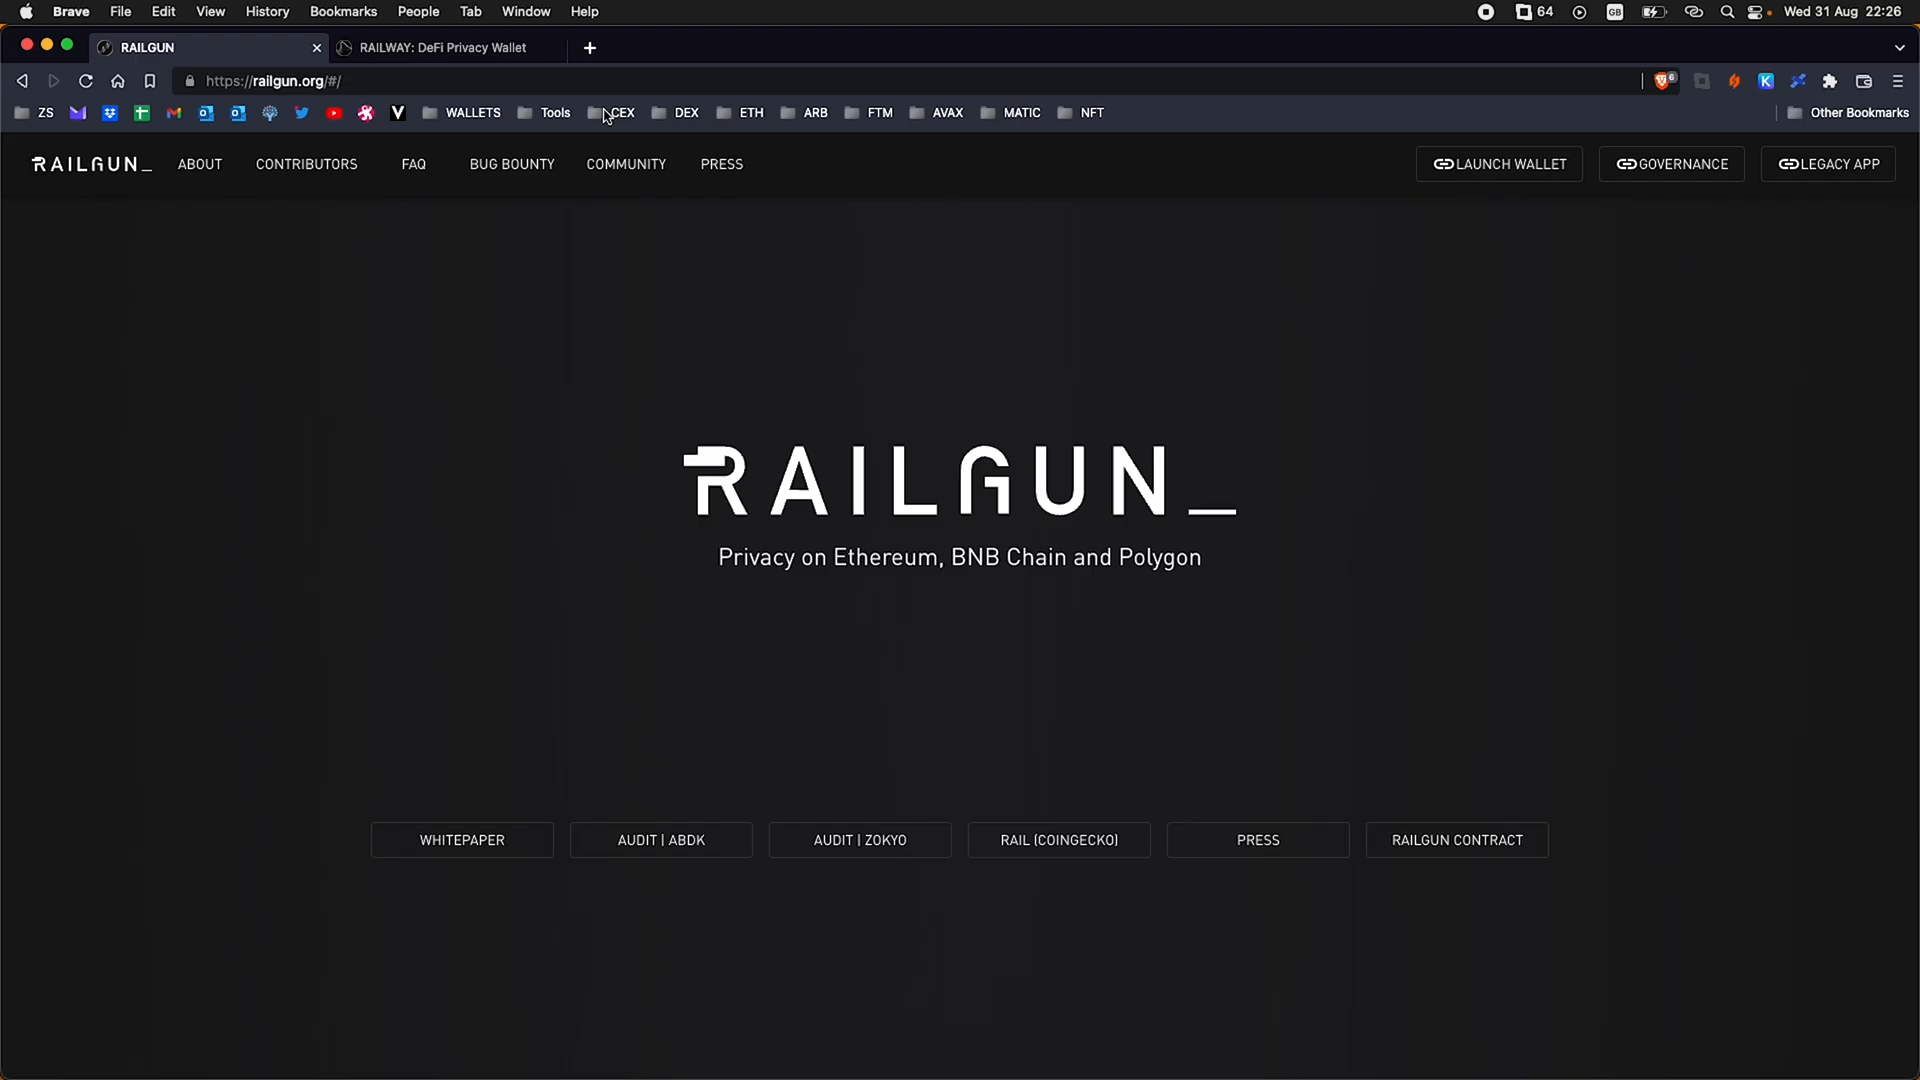 Brave File Edit View History Bookmarks People Tab Window Help 64 GB Wed 31 Aug 22:26
RAILGUN RAILWAY: DeFi Privacy Wallet
https://railgun.org/#/ 6 K
ZS V WALLETS Tools CEX DEX ETH ARB FTM AVAX MATIC NFT Other Bookmarks
RAILGUN_ ABOUT CONTRIBUTORS FAQ BUG BOUNTY COMMUNITY PRESS LAUNCH WALLET GOVERNANCE LEGACY APP
RAILGUN_
Privacy on Ethereum, BNB Chain and Polygon
WHITEPAPER AUDIT | ABDK AUDIT | ZOKYO RAIL (COINGECKO) PRESS RAILGUN CONTRACT